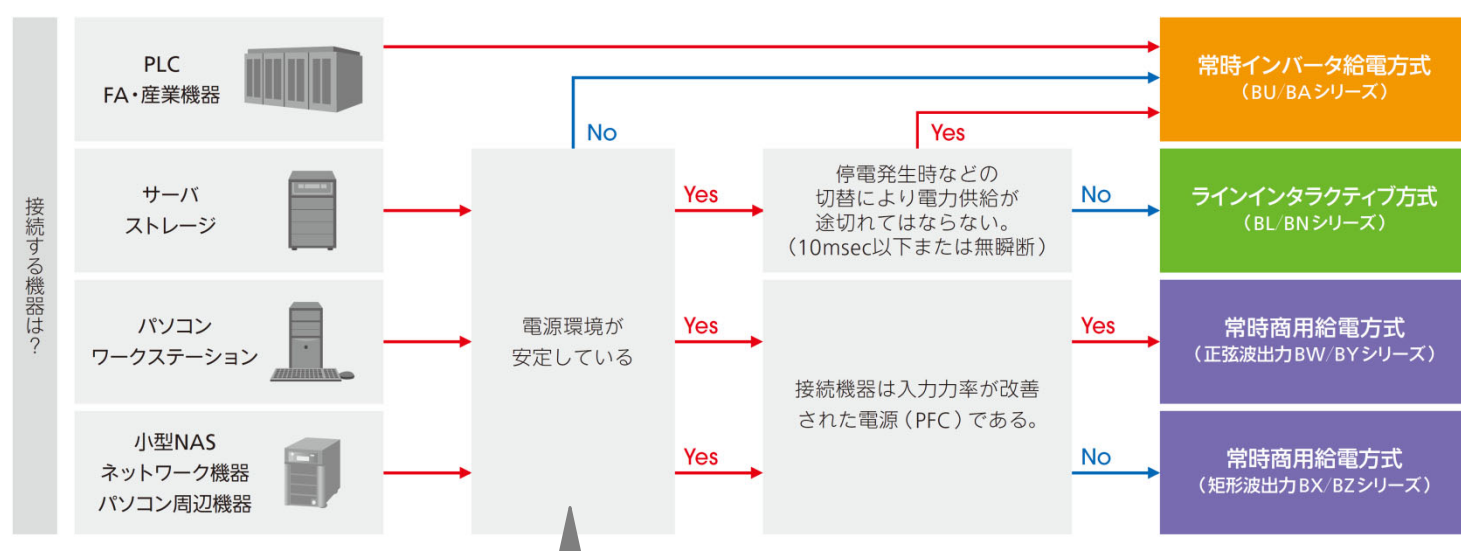 接続する機器は?
PLC
FA・産業機器
サーバ
ストレージ
パソコン
ワークステーション
小型NAS
ネットワーク機器
パソコン周辺機器
電源環境が
安定している
No
Yes
Yes
Yes
停電発生時などの
切替により電力供給が
途切れてはならない。
(10msec以下または無瞬断)
Yes
No
接続機器は入力力率が改善
された電源(PFC)である。
Yes
No
常時インバータ給電方式
(BU/BAシリーズ)
ラインインタラクティブ方式
(BL/BNシリーズ)
常時商用給電方式
(正弦波出力BW/BYシリーズ)
常時商用給電方式
(矩形波出力BX/BZシリーズ)